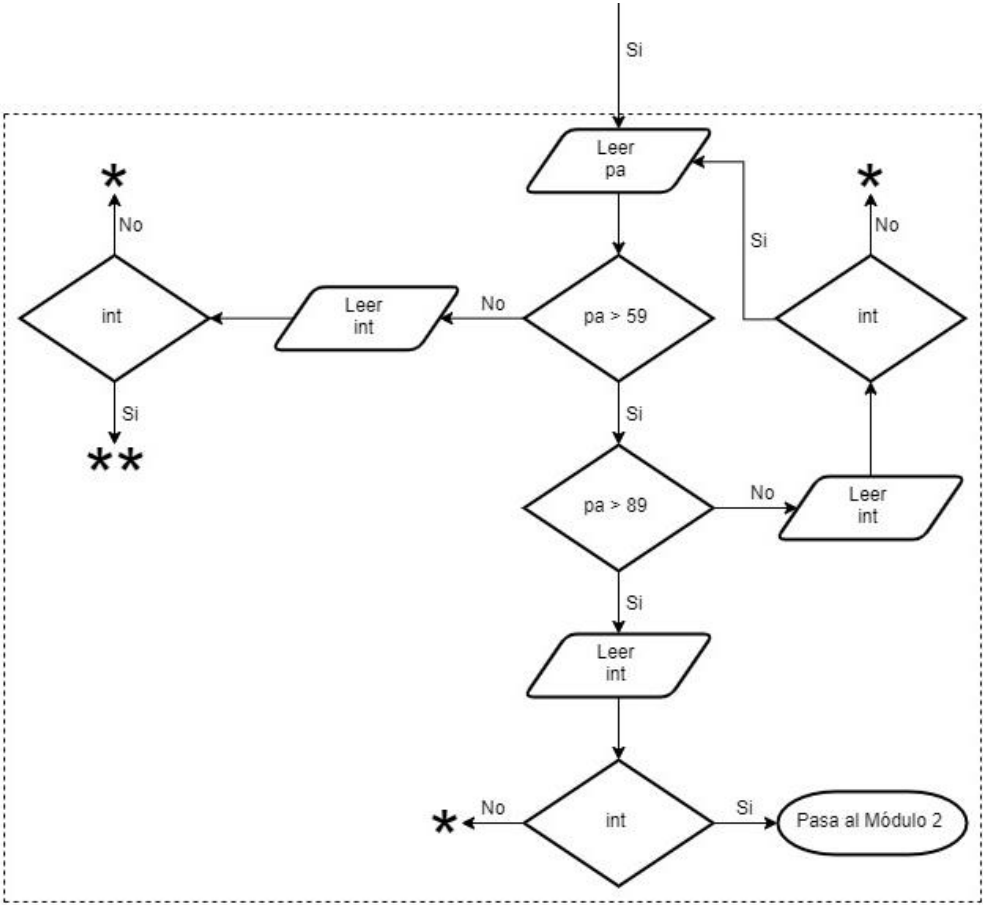 Si
Leer
pa
*
No
int
Leer
int
No
pa > 59
Si
*
No
int
Si
**
Si
pa > 89
No
Leer
int
Si
Leer
int
*
No
int
Si
Pasa al Módulo 2